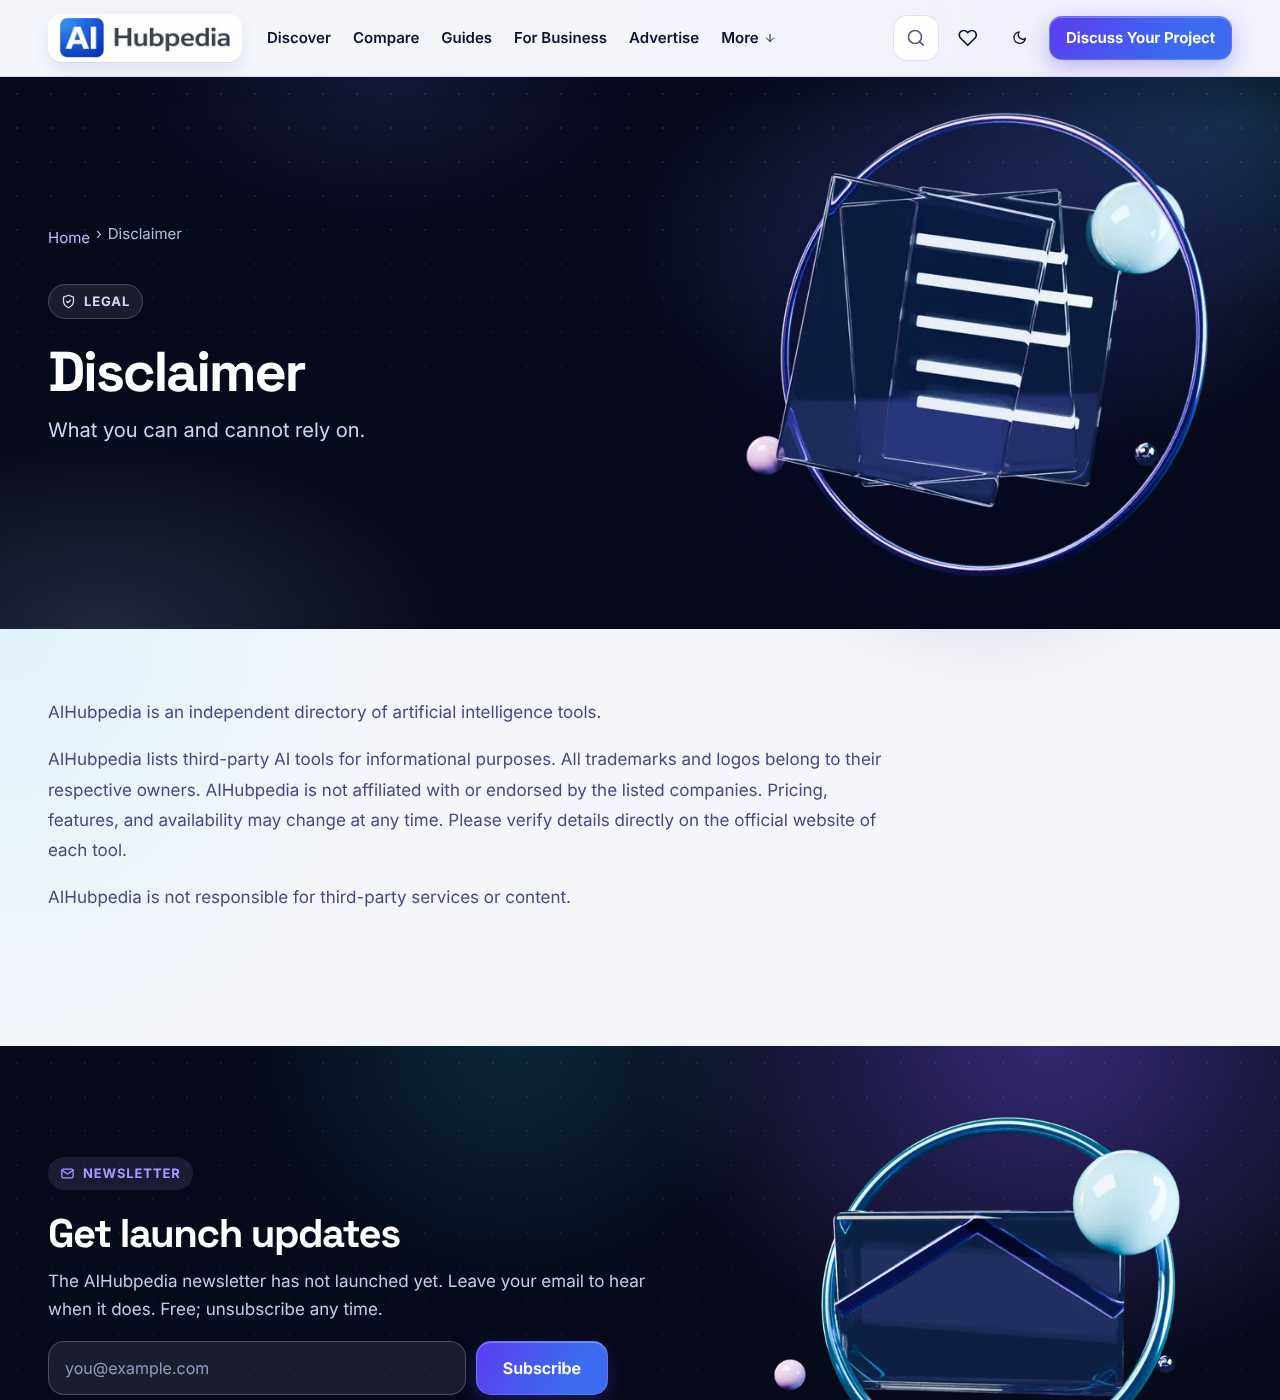 AI Hubpedia
Discover
Compare
Guides
For Business
Advertise
More ↓
Discuss Your Project
Home › Disclaimer
LEGAL
Disclaimer
What you can and cannot rely on.
AIHubpedia is an independent directory of artificial intelligence tools.
AIHubpedia lists third-party AI tools for informational purposes. All trademarks and logos belong to their
respective owners. AIHubpedia is not affiliated with or endorsed by the listed companies. Pricing,
features, and availability may change at any time. Please verify details directly on the official website of
each tool.
AIHubpedia is not responsible for third-party services or content.
NEWSLETTER
Get launch updates
The AIHubpedia newsletter has not launched yet. Leave your email to hear
when it does. Free; unsubscribe any time.
you@example.com
Subscribe